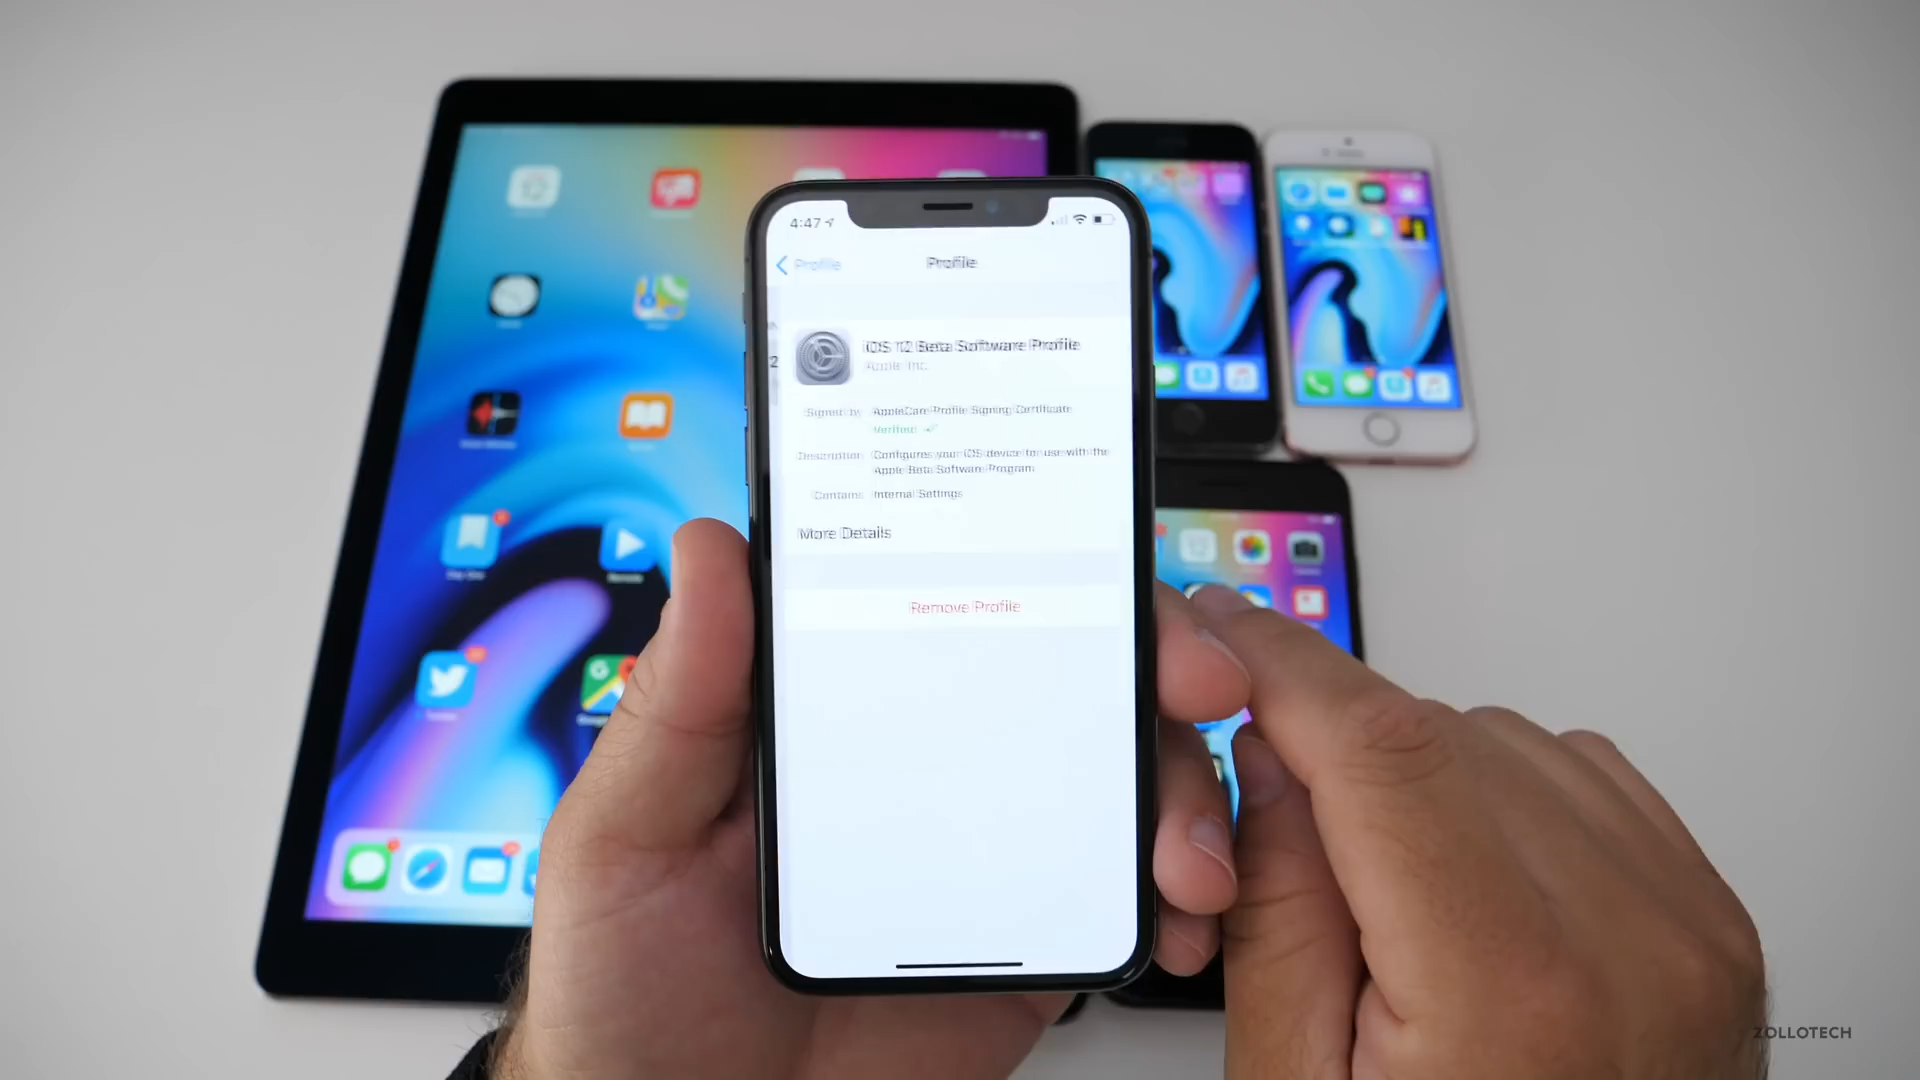 4:47
Profile
Profile
iOS 12 Beta Software Profile
Apple Inc.
Signed by
AppleCare Profile Signing Certificate
Verified
Description
Configures your iOS device for use with the
Apple Beta Software Program
Contains
Internal Settings
More Details
Remove Profile
ZOLLOTECH